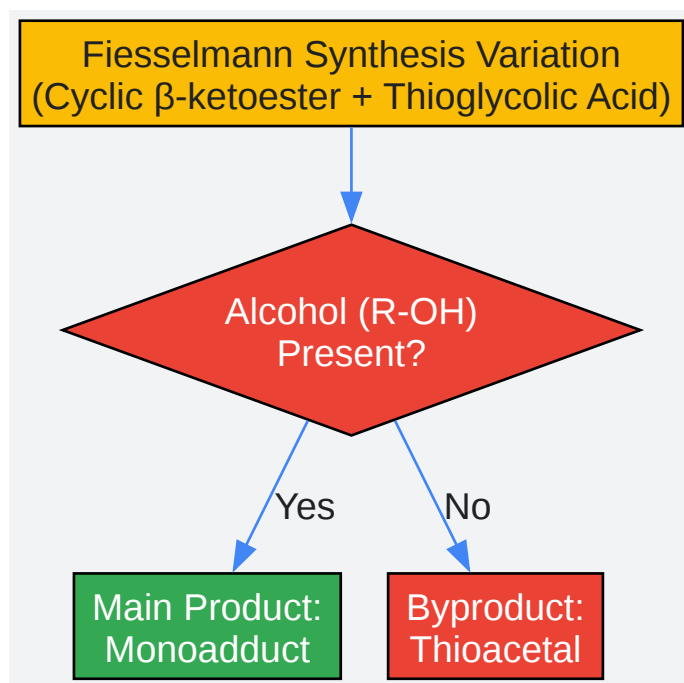 Fiesselmann Synthesis Variation
(Cyclic β-ketoester + Thioglycolic Acid)
Alcohol (R-OH)
Present?
Yes
No
Main Product:
Monoadduct
Byproduct:
Thioacetal